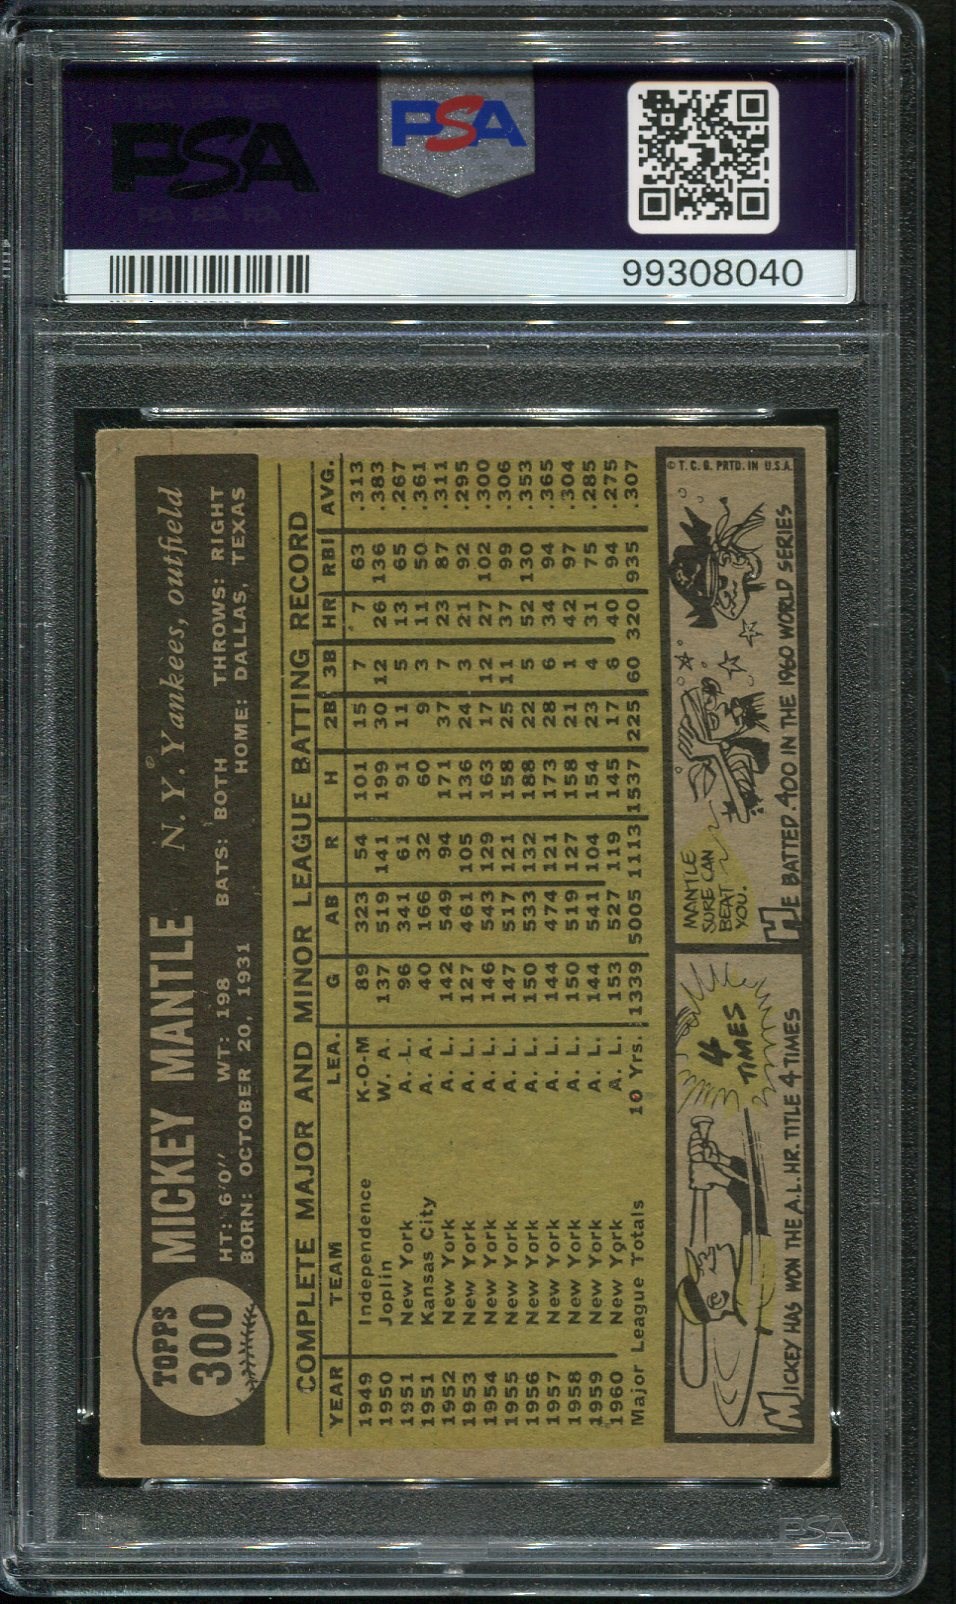 PSA
PSA
PSA PSA PSA
99308040
TOPPS
300
MICKEY MANTLE N. Y. Yankees, outfield
HT: 6'0" WT: 198 BATS: BOTH THROWS: RIGHT
BORN: OCTOBER 20, 1931 HOME: DALLAS, TEXAS
COMPLETE MAJOR AND MINOR LEAGUE BATTING RECORD
YEAR TEAM LEA. G AB R H 2B 3B HR RBI AVG.
1949 Independence K-O-M 89 323 54 101 15 7 7 63 .313
1950 Joplin W. A. 137 519 141 199 30 12 26 136 .383
1951 New York A. L. 96 341 61 91 11 5 13 65 .267
1951 Kansas City A. A. 40 166 32 60 9 3 11 50 .361
1952 New York A. L. 142 549 94 171 37 7 23 87 .311
1953 New York A. L. 127 461 105 136 24 3 21 92 .295
1954 New York A. L. 146 543 129 163 17 12 27 102 .300
1955 New York A. L. 147 517 121 158 25 11 37 99 .306
1956 New York A. L. 150 533 132 188 22 5 52 130 .353
1957 New York A. L. 144 474 121 173 28 6 34 94 .365
1958 New York A. L. 150 519 127 158 21 1 42 97 .304
1959 New York A. L. 144 541 104 154 23 4 31 75 .285
1960 New York A. L. 153 527 119 145 17 6 40 94 .275
Major League Totals 10 Yrs. 1339 5005 1113 1537 225 60 320 935 .307
4
TIMES
MICKEY HAS WON THE A.L. HR. TITLE 4 TIMES
MANTLE
SURE CAN
BEAT
YOU.
HE BATTED .400 IN THE 1960 WORLD SERIES
© T. C. G. PRTD. IN U.S.A.
PSA